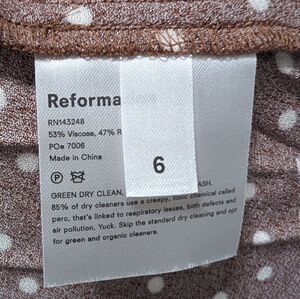 Reforma
RN143248
53% Viscose, 47% R
PO# 7006
Made in China
6
GREEN DRY CLEAN, ASH.
85% of dry cleaners use a creepy, toxic chemical called
perc, that's linked to respiratory issues, birth defects and
air pollution. Yuck. Skip the standard dry cleaning and opt
for green and organic cleaners.